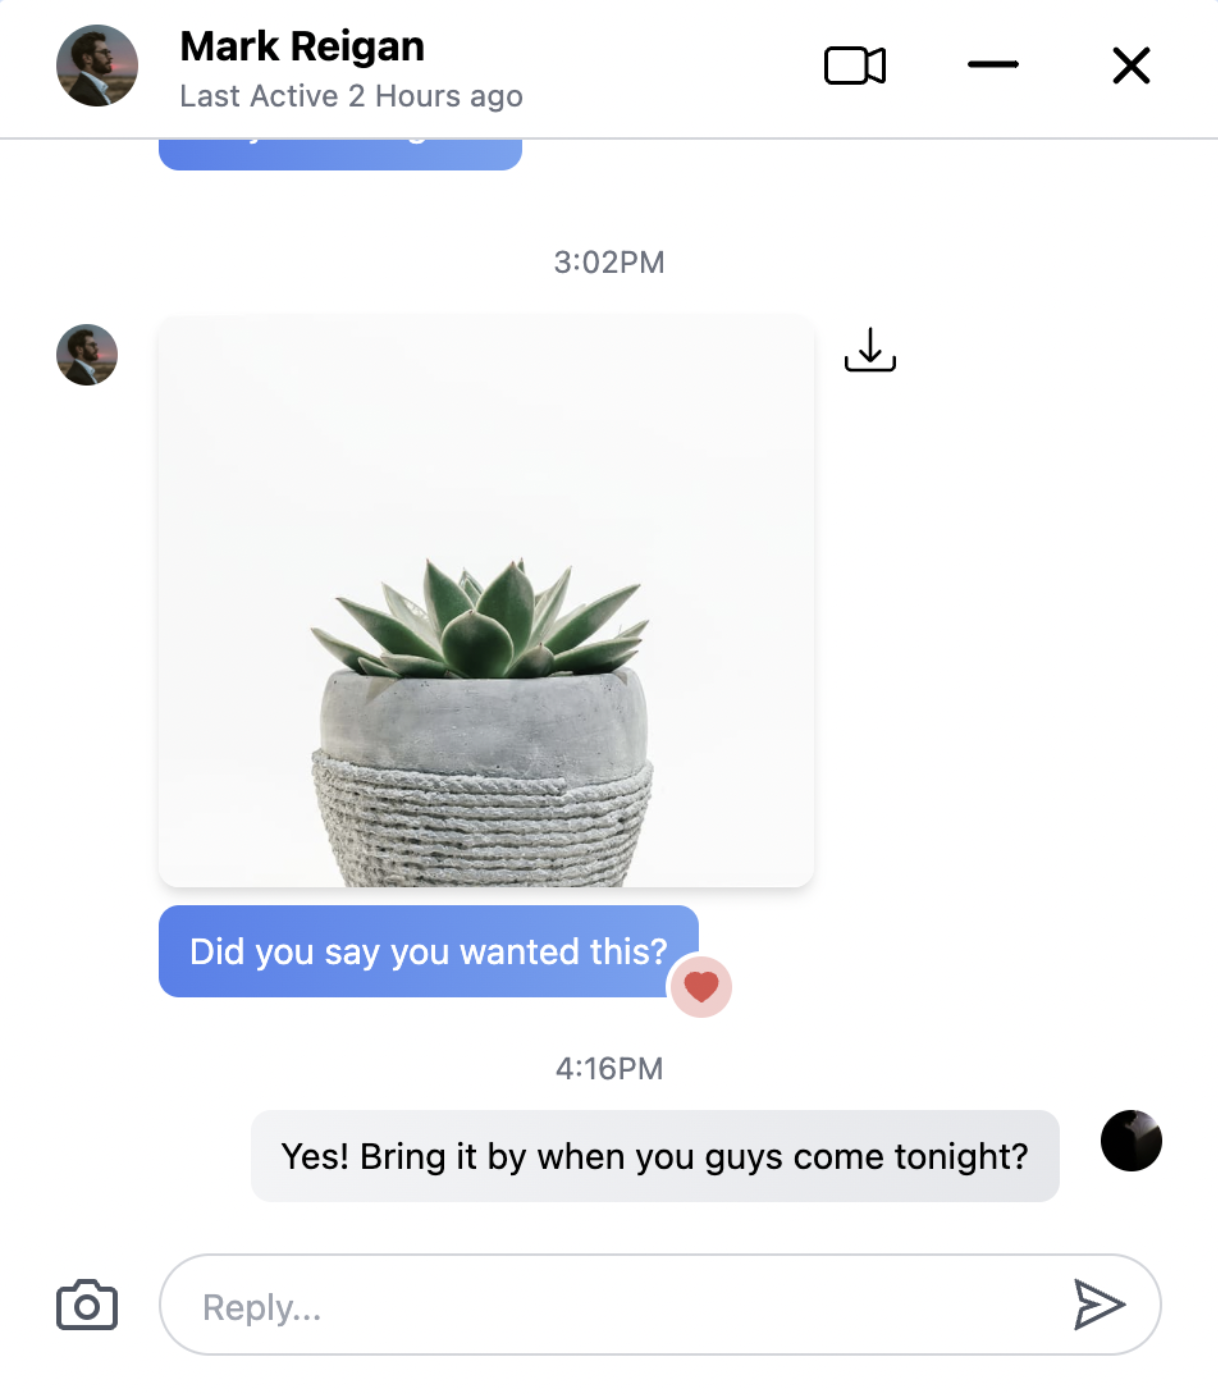 Mark Reigan
Last Active 2 Hours ago
3:02PM
Did you say you wanted this?
4:16PM
Yes! Bring it by when you guys come tonight?
Reply...